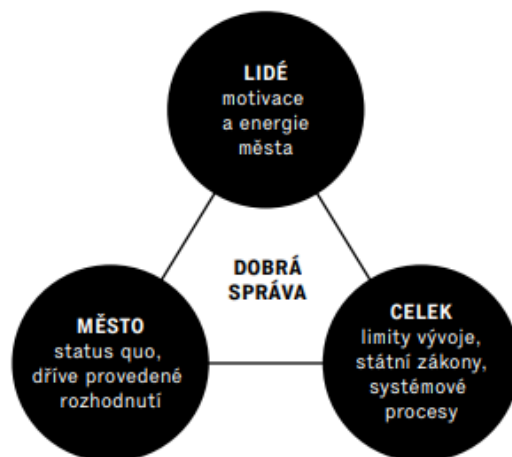 LIDÉ
motivace
a energie
města
DOBRÁ
SPRÁVA
MĚSTO
status quo,
dříve provedené
rozhodnutí
CELEK
limity vývoje,
státní zákony,
systémové
procesy